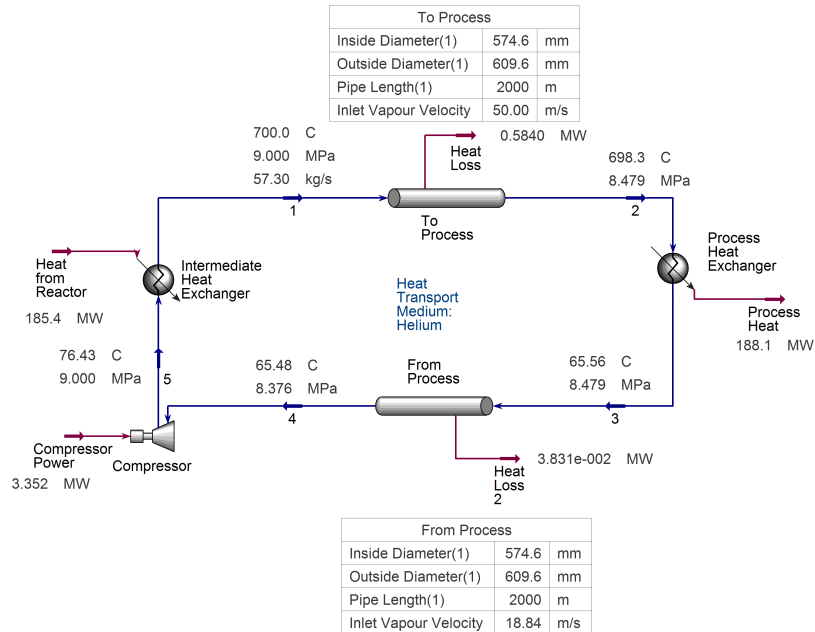 To Process
Inside Diameter(1) 574.6 mm
Outside Diameter(1) 609.6 mm
Pipe Length(1) 2000 m
Inlet Vapour Velocity 50.00 m/s
700.0 C
9.000 MPa
57.30 kg/s
1
Heat
Loss
0.5840 MW
To
Process
698.3 C
8.479 MPa
2
Heat
from
Reactor
185.4 MW
Intermediate
Heat
Exchanger
Heat
Transport
Medium:
Helium
Process
Heat
Exchanger
Process
Heat
188.1 MW
76.43 C
9.000 MPa
5
65.48 C
8.376 MPa
4
From
Process
65.56 C
8.479 MPa
3
Compressor
Power
3.352 MW
Compressor
Heat
Loss
2
3.831e-002 MW
From Process
Inside Diameter(1) 574.6 mm
Outside Diameter(1) 609.6 mm
Pipe Length(1) 2000 m
Inlet Vapour Velocity 18.84 m/s